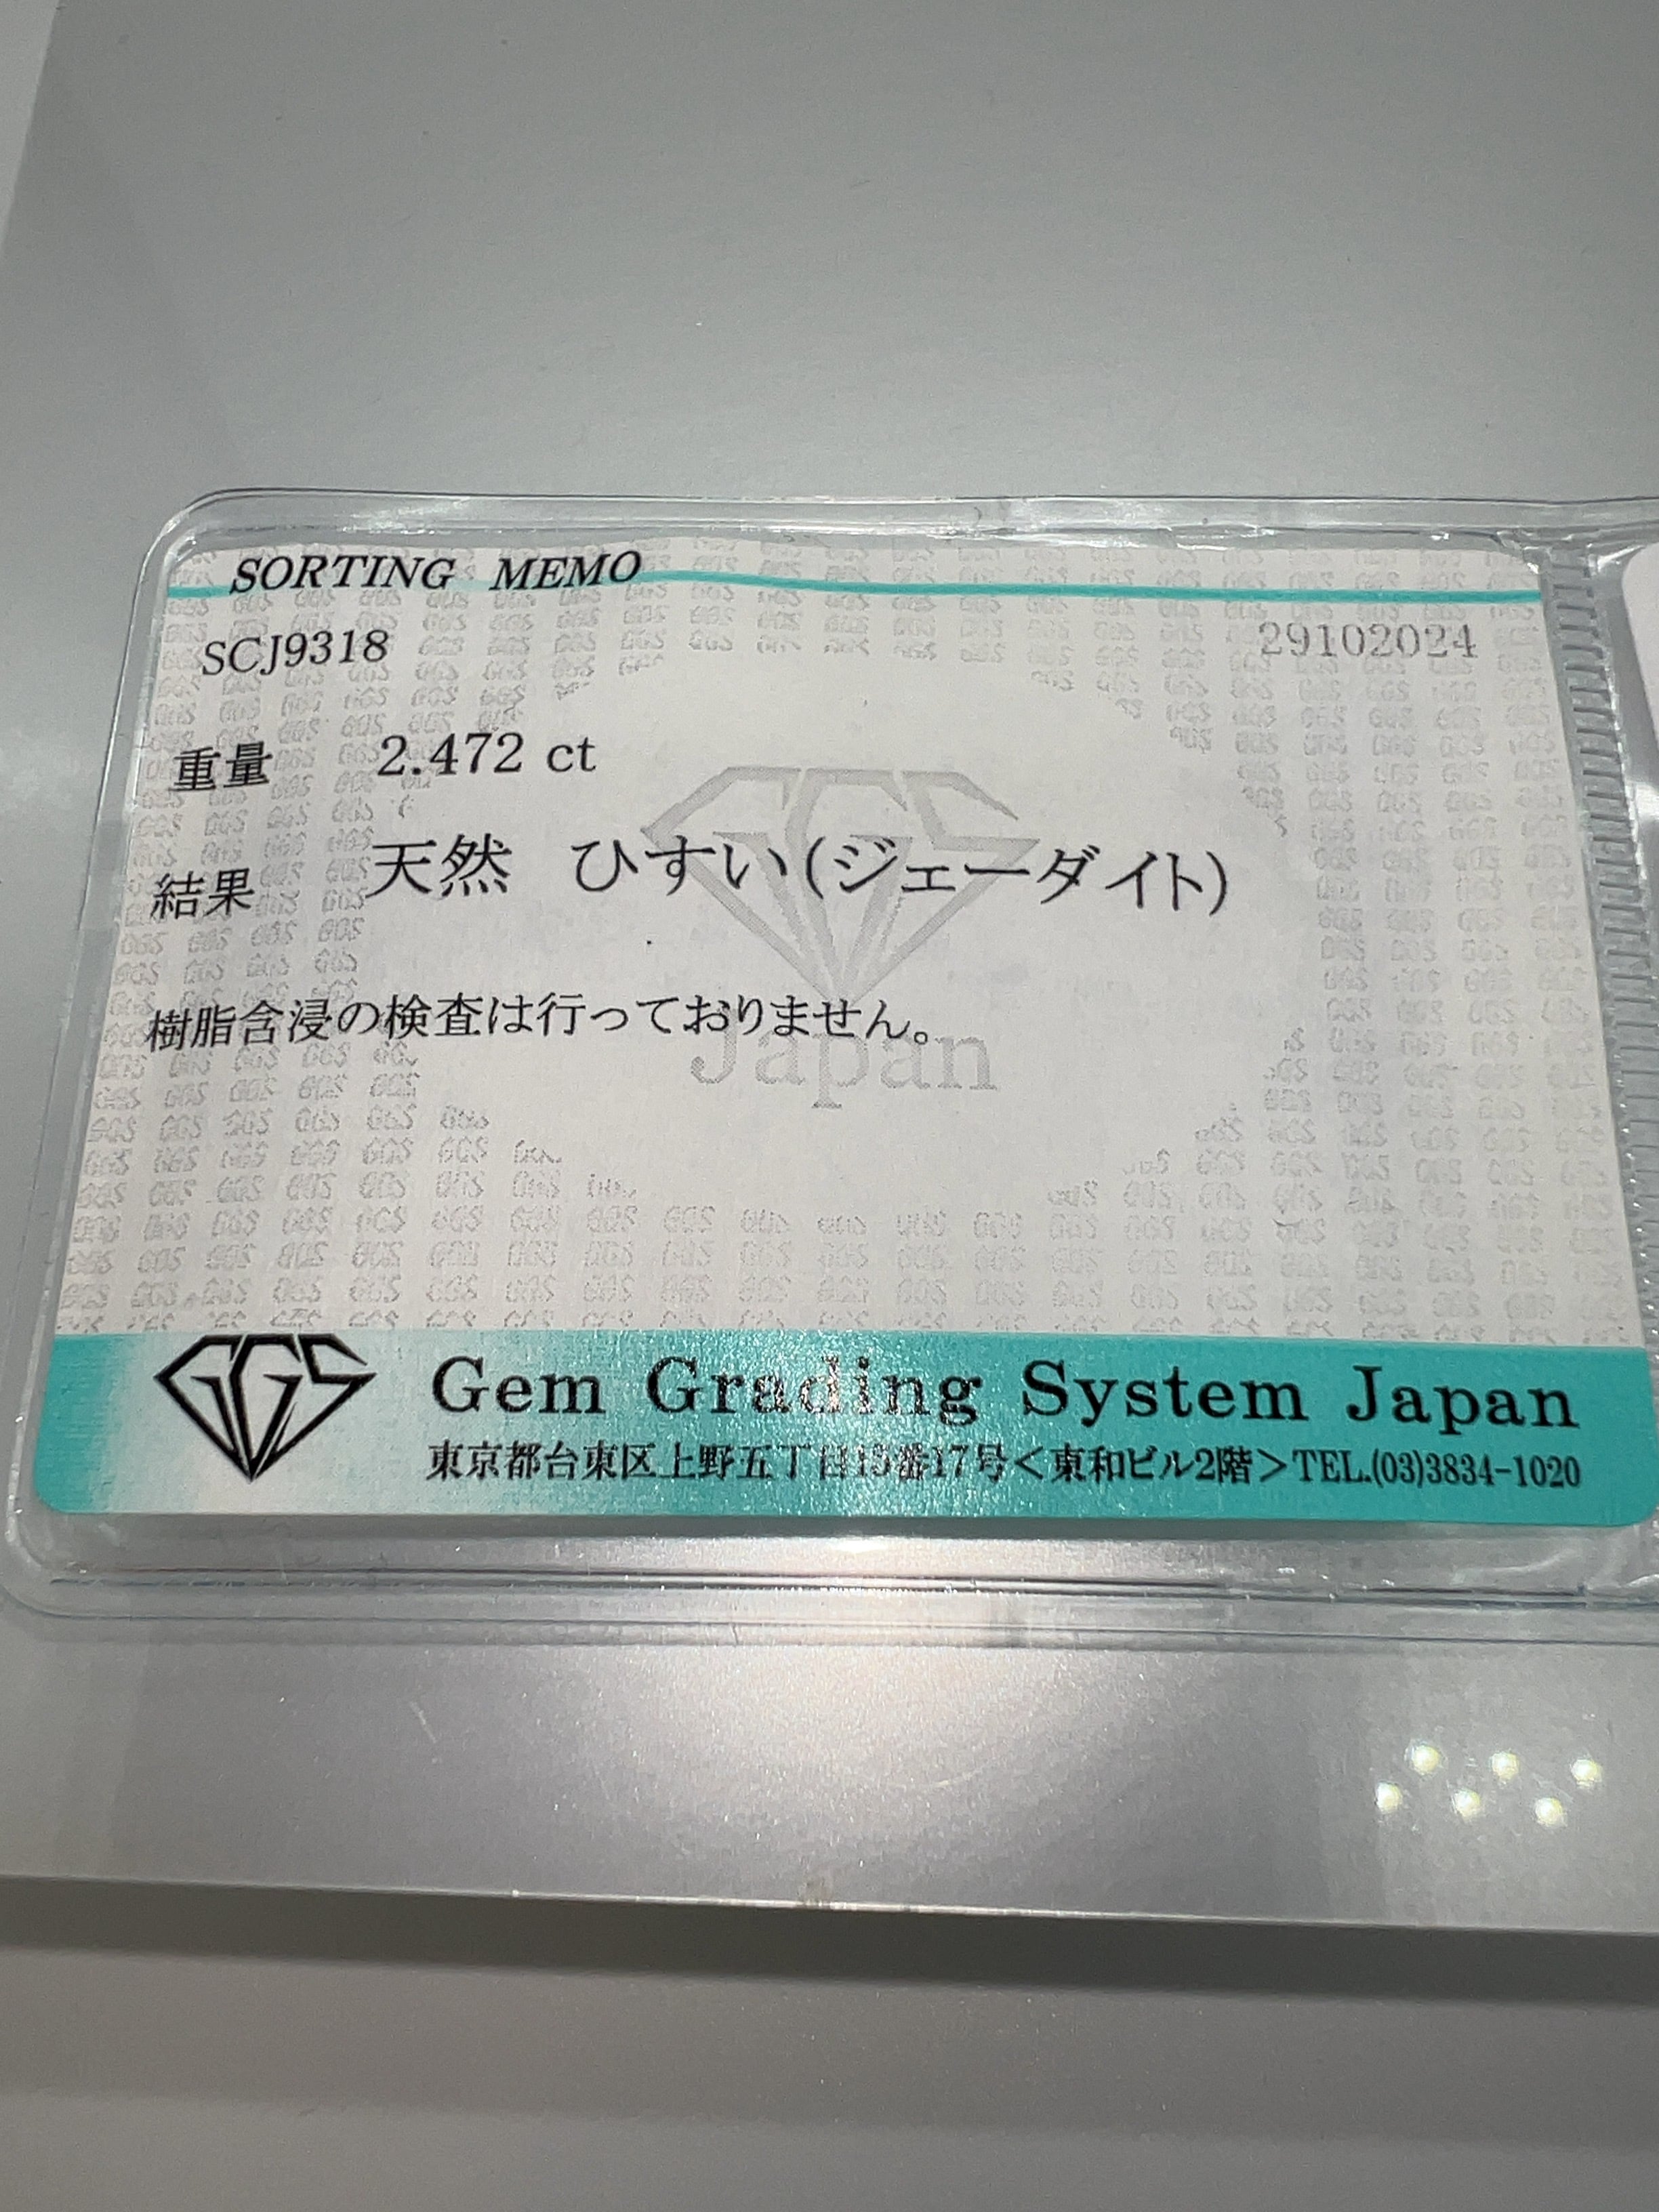 SORTING MEMO
SCJ9318 29102024
重量 2.472 ct
結果 天然 ひすい(ジェーダイト)
樹脂含浸の検査は行っておりません。
GGS
Japan
GGS
Gem Grading System Japan
東京都台東区上野五丁目15番17号<東和ビル2階>TEL.(03)3834-1020